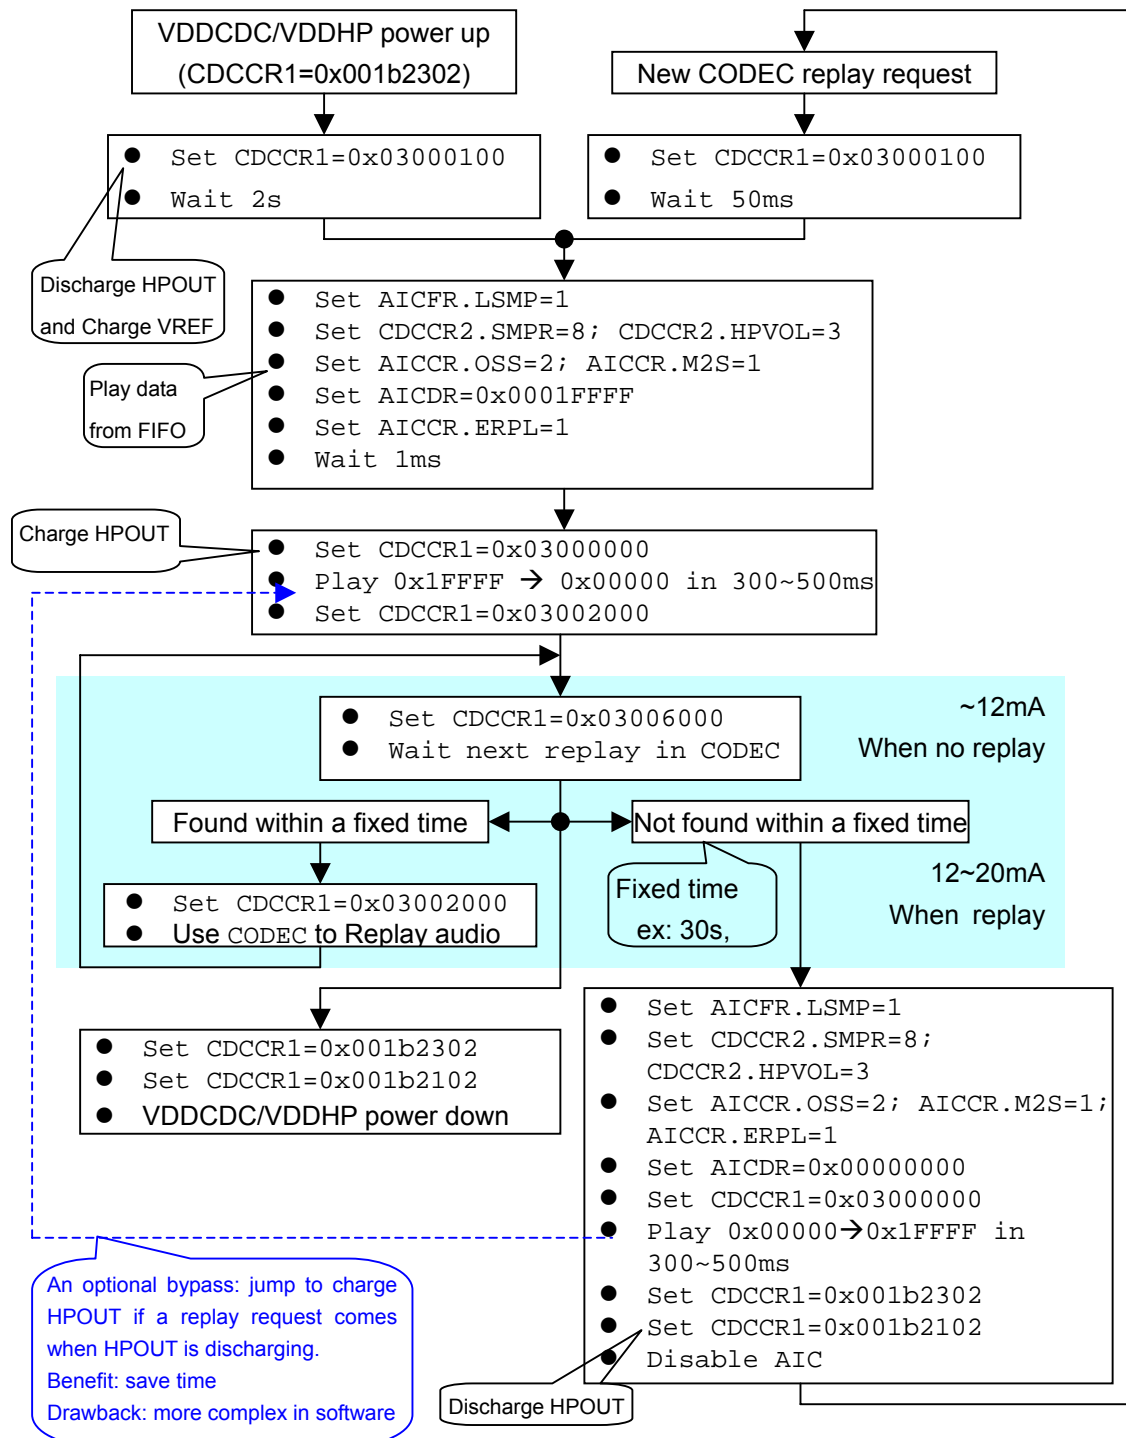 VDDCDC/VDDHP power up
(CDCCR1=0x001b2302)
New CODEC replay request
● Set CDCCR1=0x03000100
● Wait 2s
● Set CDCCR1=0x03000100
● Wait 50ms
Discharge HPOUT
and Charge VREF
● Set AICFR.LSMP=1
● Set CDCCR2.SMPR=8; CDCCR2.HPVOL=3
● Set AICCR.OSS=2; AICCR.M2S=1
● Set AICDR=0x0001FFFF
● Set AICCR.ERPL=1
● Wait 1ms
Play data
from FIFO
Charge HPOUT
● Set CDCCR1=0x03000000
● Play 0x1FFFF → 0x00000 in 300~500ms
● Set CDCCR1=0x03002000
● Set CDCCR1=0x03006000
● Wait next replay in CODEC
~12mA
When no replay
Found within a fixed time
Not found within a fixed time
Fixed time
ex: 30s,
12~20mA
When replay
● Set CDCCR1=0x03002000
● Use CODEC to Replay audio
● Set CDCCR1=0x001b2302
● Set CDCCR1=0x001b2102
● VDDCDC/VDDHP power down
● Set AICFR.LSMP=1
● Set CDCCR2.SMPR=8;
CDCCR2.HPVOL=3
● Set AICCR.OSS=2; AICCR.M2S=1;
AICCR.ERPL=1
● Set AICDR=0x00000000
● Set CDCCR1=0x03000000
● Play 0x00000→0x1FFFF in
300~500ms
● Set CDCCR1=0x001b2302
● Set CDCCR1=0x001b2102
● Disable AIC
An optional bypass: jump to charge
HPOUT if a replay request comes
when HPOUT is discharging.
Benefit: save time
Drawback: more complex in software
Discharge HPOUT